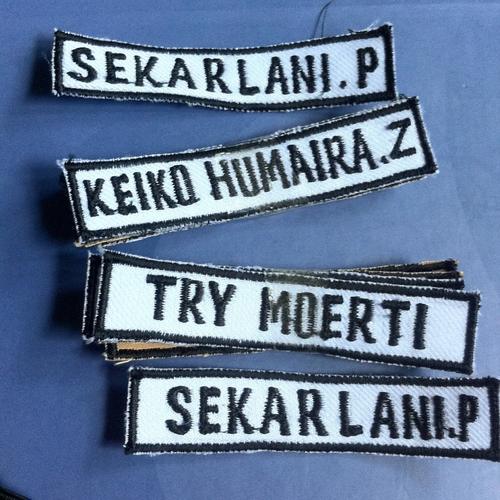 SEKARLANI.P
KEIKO HUMAIRA.Z
TRY MOERTI
SEKARLANI.P